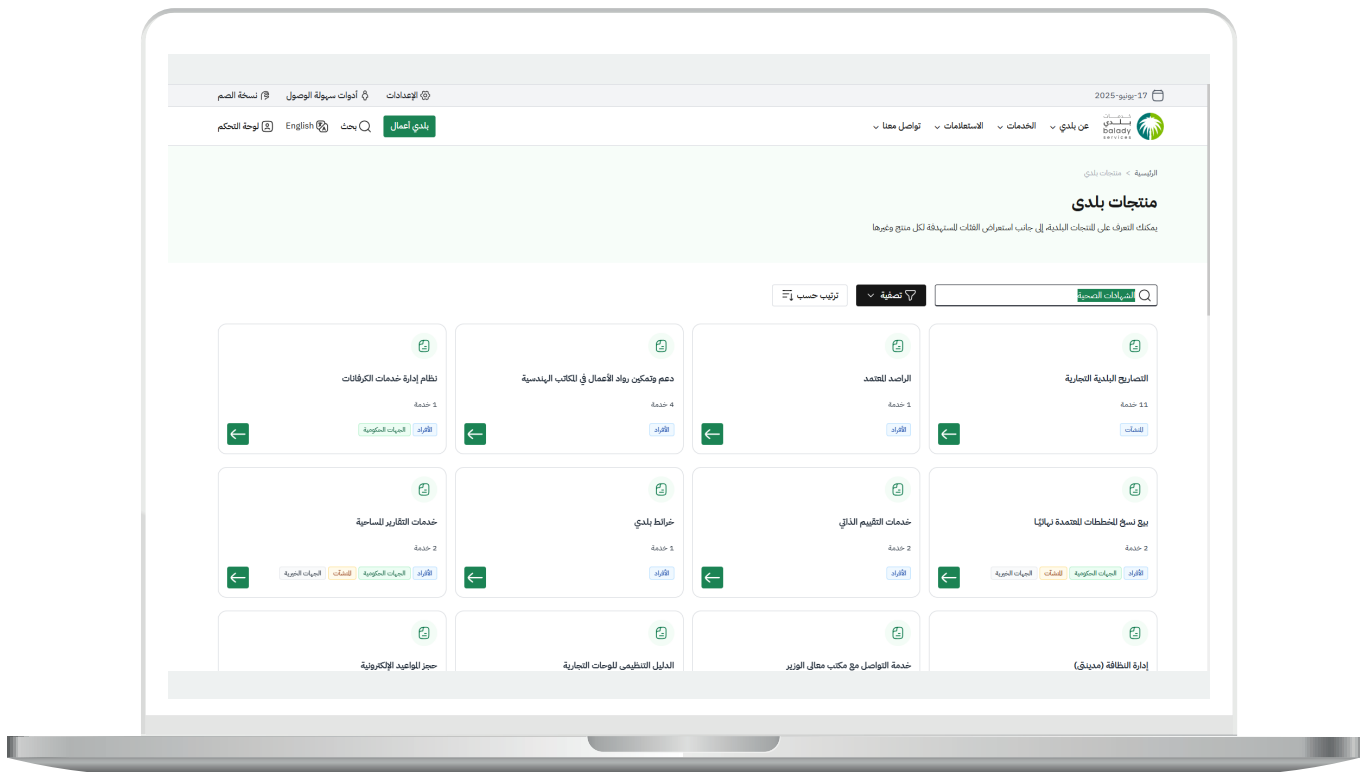 17-يونيو-2025
الإعدادات
أدوات سهولة الوصول
نسخة الصم
خدمات
بلدي
balady
services
عن بلدي
الخدمات
الاستعلامات
تواصل معنا
بلدي أعمال
بحث
English
لوحة التحكم
الرئيسية > منتجات بلدي
منتجات بلدي
يمكنك التعرف على المنتجات البلدية، إلى جانب استعراض الفئات المستهدفة لكل منتج وغيرها
الشهادات الصحية
تصفية
ترتيب حسب
التصاريح البلدية التجارية
11 خدمة
المنشآت
الراصد المعتمد
1 خدمة
الأفراد
دعم وتمكين رواد الأعمال في المكاتب الهندسية
4 خدمة
الأفراد
نظام إدارة خدمات الكرفانات
1 خدمة
الأفراد الجهات الحكومية
بيع نسخ المخططات المعتمدة نهائيًا
2 خدمة
الأفراد الجهات الحكومية المنشآت الجهات الخيرية
خدمات التقييم الذاتي
2 خدمة
الأفراد
خرائط بلدي
1 خدمة
الأفراد
خدمات التقارير المساحية
2 خدمة
الأفراد الجهات الحكومية المنشآت الجهات الخيرية
إدارة النظافة (مدينتي)
خدمة التواصل مع مكتب معالي الوزير
الدليل التنظيمي للوحات التجارية
حجز المواعيد الإلكترونية